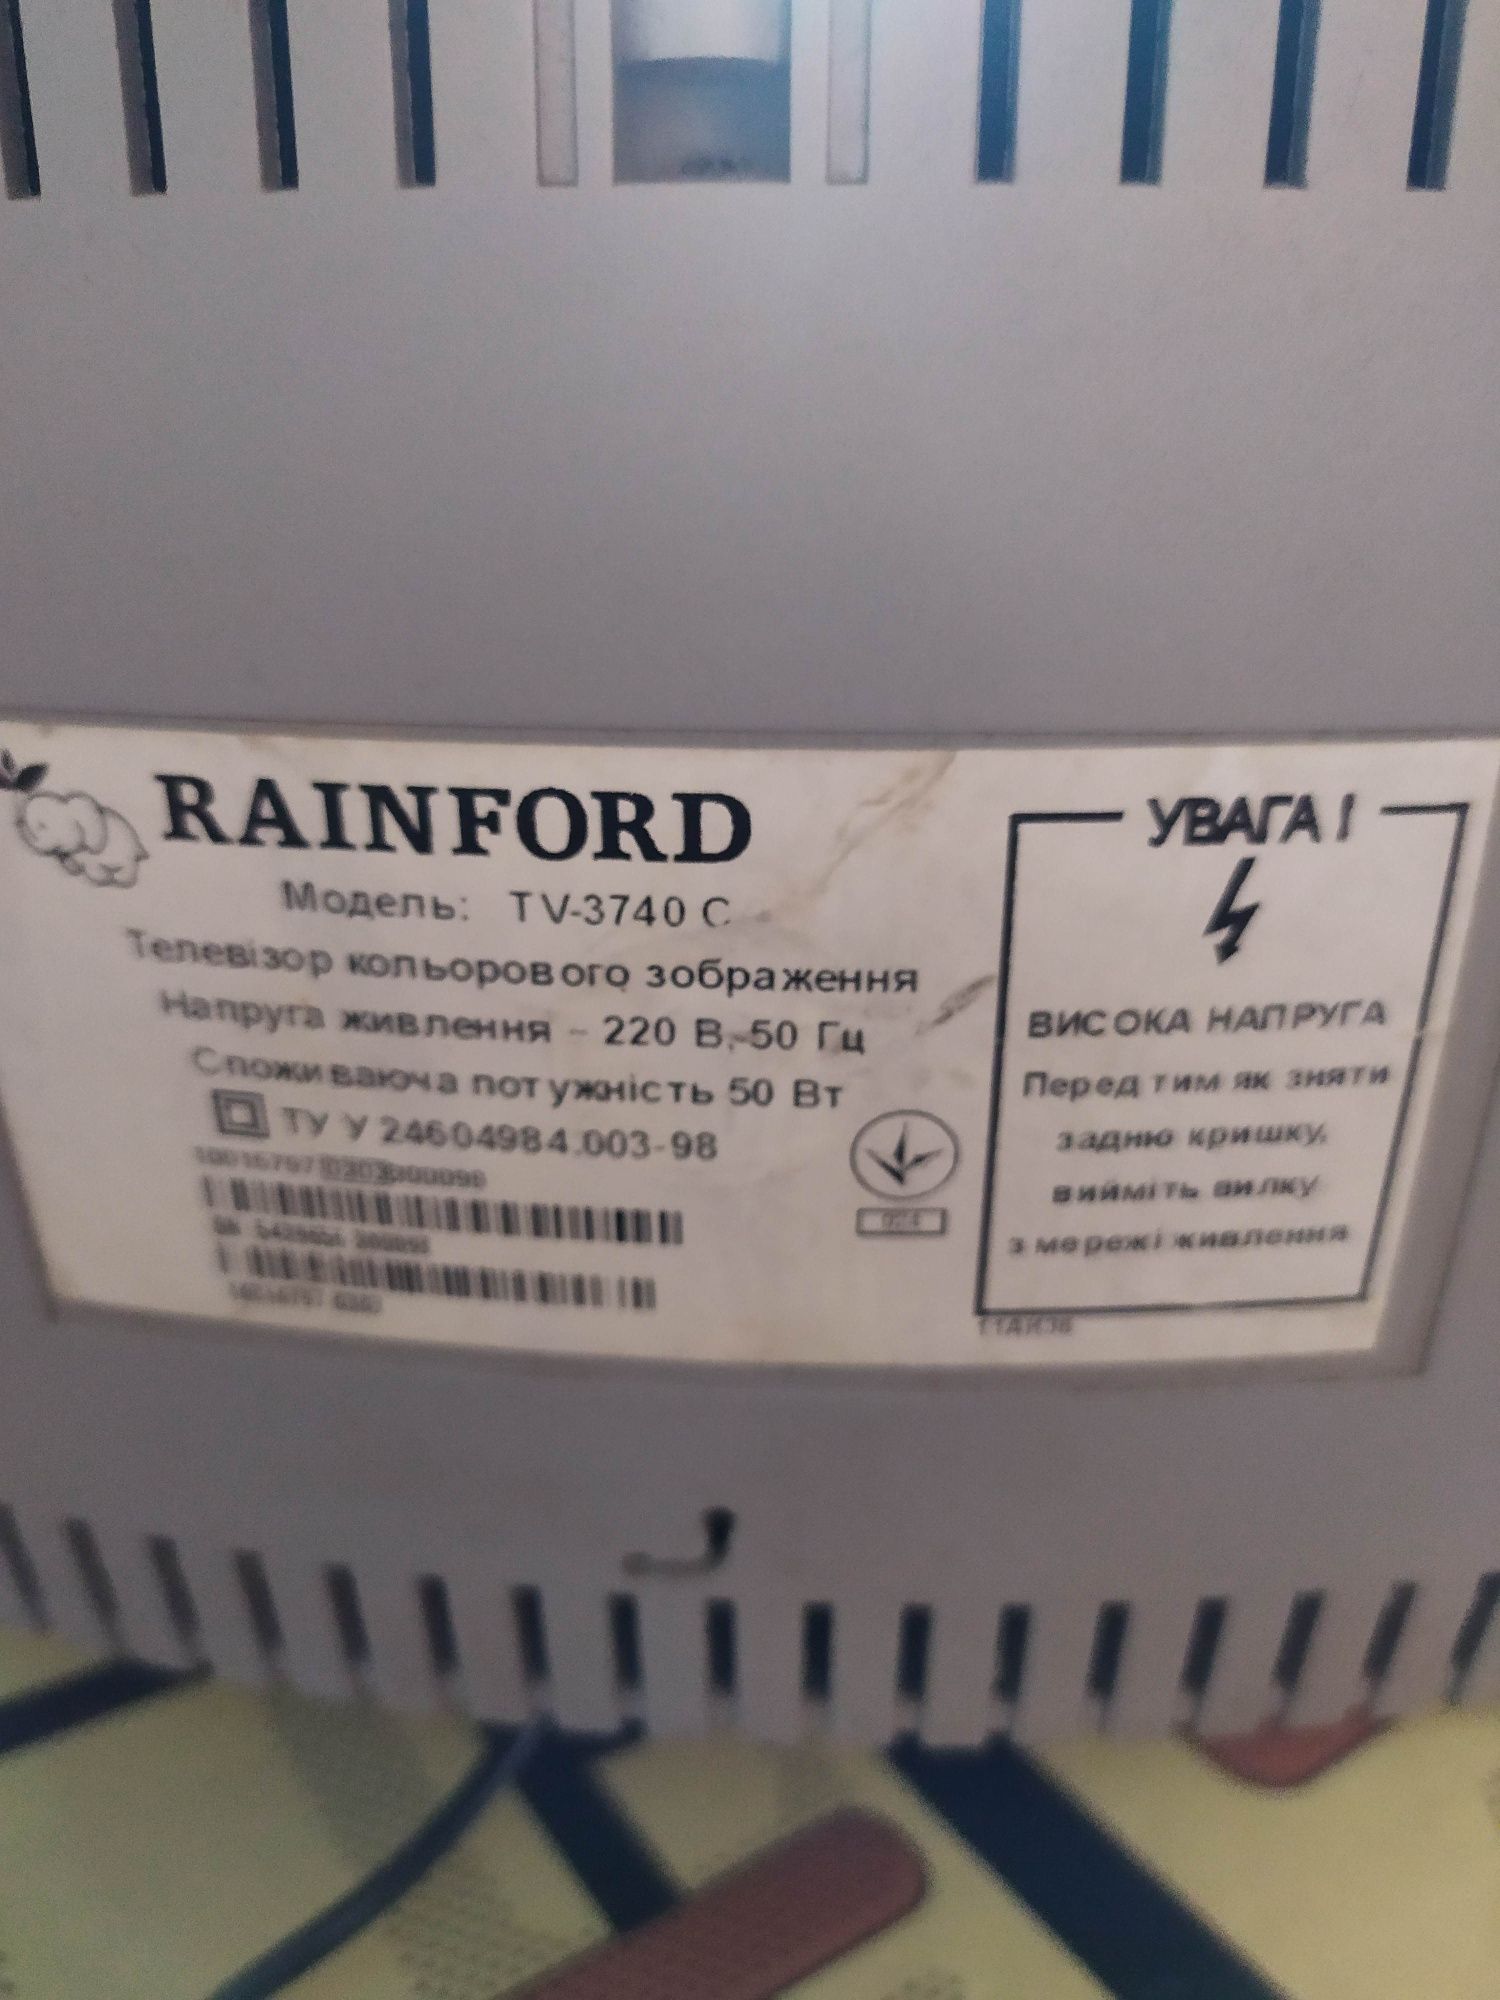 RAINFORD
Модель: TV-3740 C
Телевізор кольорового зображення
Напруга живлення ~ 220 В,~50 Гц
Споживаюча потужність 50 Вт
ТУ У 24604984.003-98
УВАГА!
ВИСОКА НАПРУГА
Перед тим як зняти
задню кришку,
вийміть вилку
з мережі живлення